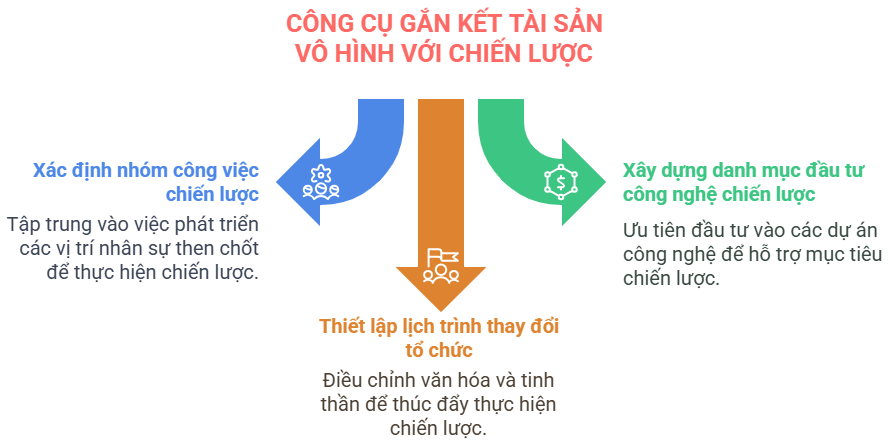 CÔNG CỤ GẮN KẾT TÀI SẢN
VÔ HÌNH VỚI CHIẾN LƯỢC
Xác định nhóm công việc
chiến lược
Tập trung vào việc phát triển
các vị trí nhân sự then chốt
để thực hiện chiến lược.
Thiết lập lịch trình thay đổi
tổ chức
Điều chỉnh văn hóa và tinh
thần để thúc đẩy thực hiện
chiến lược.
Xây dựng danh mục đầu tư
công nghệ chiến lược
Ưu tiên đầu tư vào các dự án
công nghệ để hỗ trợ mục tiêu
chiến lược.